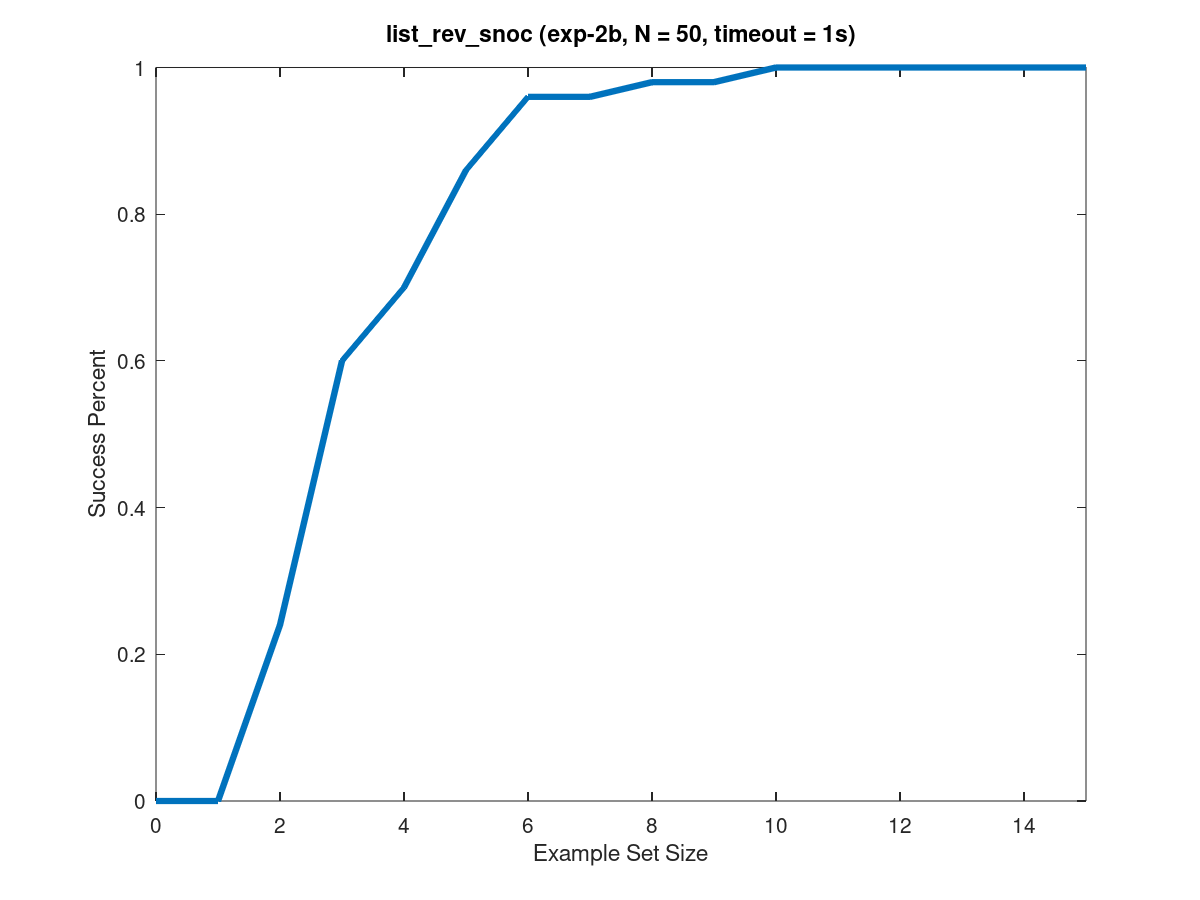 list_rev_snoc (exp-2b, N = 50, timeout = 1s)
1
0.8
0.6
0.4
0.2
0
Success Percent
0 2 4 6 8 10 12 14
Example Set Size